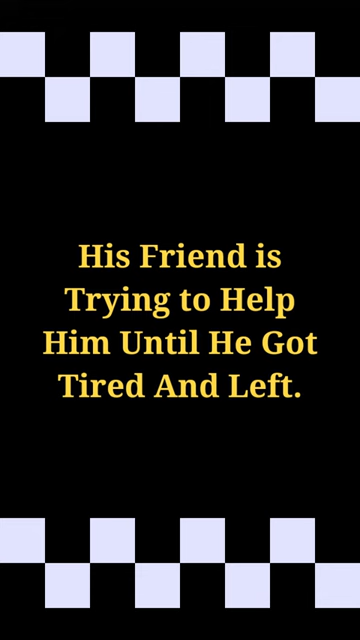 His Friend is
Trying to Help
Him Until He Got
Tired And Left.